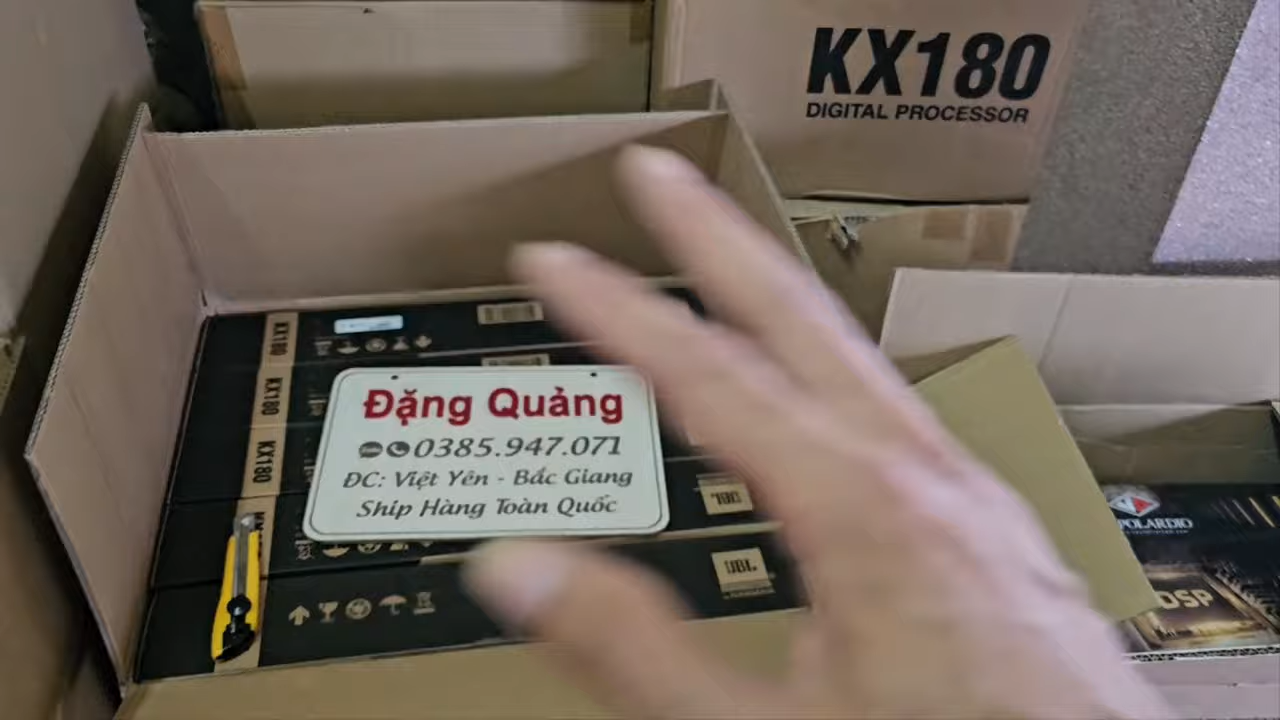 KX180
DIGITAL PROCESSOR
KX180
KX180
KX180
Đặng Quảng
0385.947.071
ĐC: Việt Yên - Bắc Giang
Ship Hàng Toàn Quốc
JBL
JBL
POLARDIO
DSP